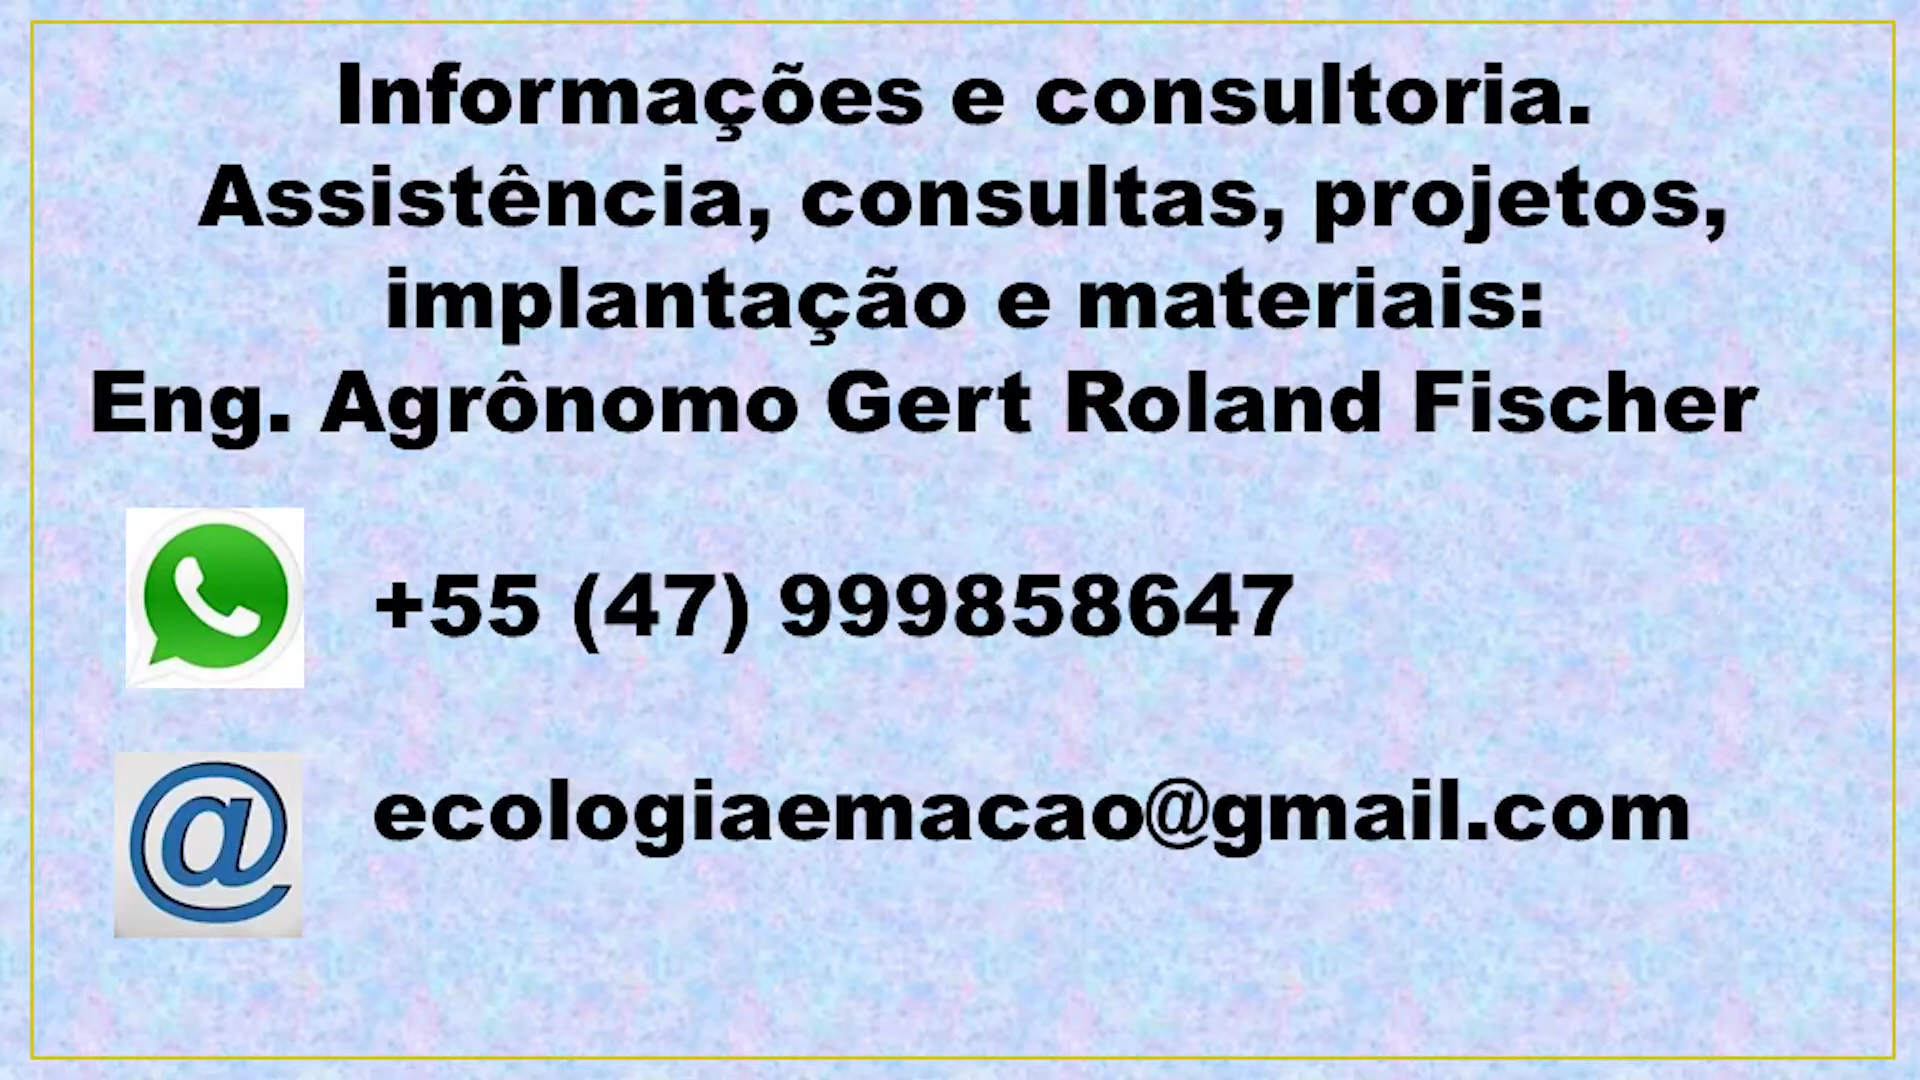 Informações e consultoria.
Assistência, consultas, projetos,
implantação e materiais:
Eng. Agrônomo Gert Roland Fischer
+55 (47) 999858647
@ ecologiaemacao@gmail.com